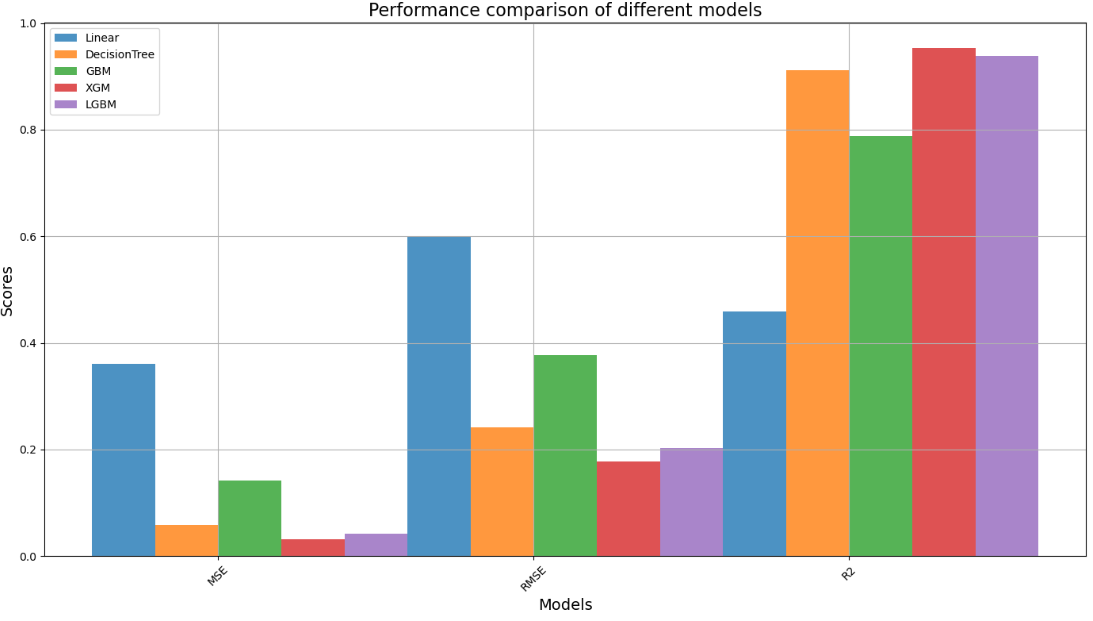 Performance comparison of different models
Linear
DecisionTree
GBM
XGM
LGBM
1.0
0.8
0.6
0.4
0.2
0.0
Scores
MSE
RMSE
R2
Models